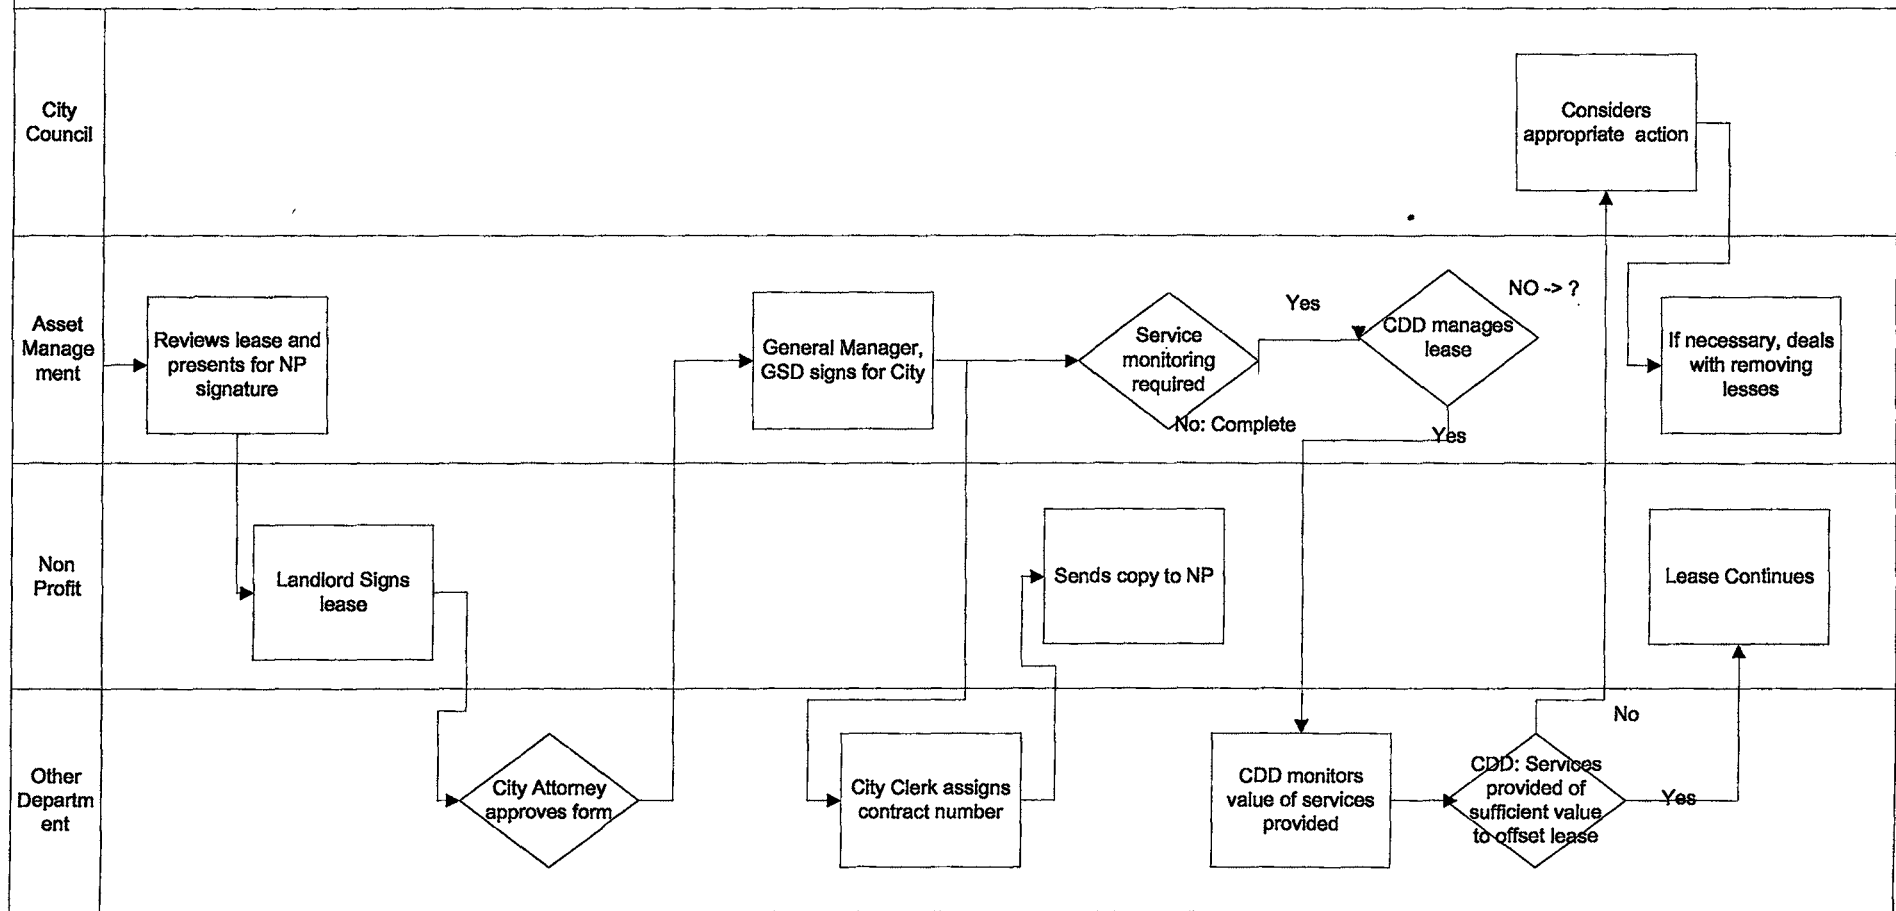 City
Council
Considers
appropriate action
Asset
Manage
ment
Reviews lease and
presents for NP
signature
General Manager,
GSD signs for City
Service
monitoring
required
No: Complete
Yes
CDD manages
lease
NO -> ?
Yes
If necessary, deals
with removing
lesses
Non
Profit
Landlord Signs
lease
Sends copy to NP
Lease Continues
Other
Departm
ent
City Attorney
approves form
City Clerk assigns
contract number
CDD monitors
value of services
provided
CDD: Services
provided of
sufficient value
to offset lease
No
Yes